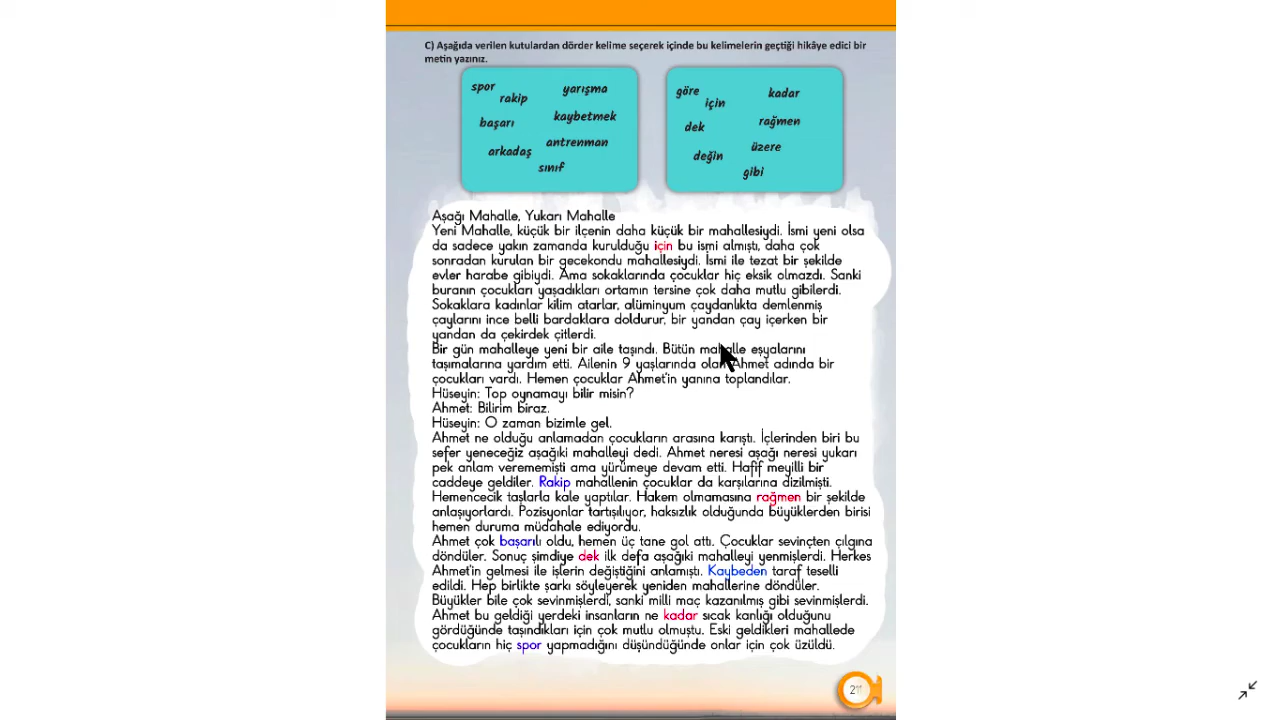 C) Aşağıda verilen kutulardan dörder kelime seçerek içinde bu kelimelerin geçtiği hikâye edici bir
metin yazınız.
spor
rakip
yarışma
başarı
kaybetmek
arkadaş
antrenman
sınıf
göre
için
kadar
dek
rağmen
değin
üzere
gibi
Aşağı Mahalle, Yukarı Mahalle
Yeni Mahalle, küçük bir ilçenin daha küçük bir mahallesiydi. İsmi yeni olsa
da sadece yakın zamanda kurulduğu için bu ismi almıştı, daha çok
sonradan kurulan bir gecekondu mahallesiydi. İsmi ile tezat bir şekilde
evler harabe gibiydi. Ama sokaklarında çocuklar hiç eksik olmazdı. Sanki
buranın çocukları yaşadıkları ortamın tersine çok daha mutlu gibilerdi.
Sokaklara kadınlar kilim atarlar, alüminyum çaydanlıkta demlenmiş
çaylarını ince belli bardaklara doldurur, bir yandan çay içerken bir
yandan da çekirdek çitlerdi.
Bir gün mahalleye yeni bir aile taşındı. Bütün mahalle eşyalarını
taşımalarına yardım etti. Ailenin 9 yaşlarında olan Ahmet adında bir
çocukları vardı. Hemen çocuklar Ahmet'in yanına toplandılar.
Hüseyin: Top oynamayı bilir misin?
Ahmet: Bilirim biraz.
Hüseyin: O zaman bizimle gel.
Ahmet ne olduğu anlamadan çocukların arasına karıştı. İçlerinden biri bu
sefer yeneceğiz aşağıki mahalleyi dedi. Ahmet neresi aşağı neresi yukarı
pek anlam verememişti ama yürümeye devam etti. Hafif meyilli bir
caddeye geldiler. Rakip mahallenin çocuklar da karşılarına dizilmişti.
Hemencecik taşlarla kale yaptılar. Hakem olmamasına rağmen bir şekilde
anlaşıyorlardı. Pozisyonlar tartışılıyor, haksızlık olduğunda büyüklerden birisi
hemen duruma müdahale ediyordu.
Ahmet çok başarılı oldu, hemen üç tane gol attı. Çocuklar sevinçten çılgına
döndüler. Sonuç şimdiye dek ilk defa aşağıki mahalleyi yenmişlerdi. Herkes
Ahmet'in gelmesi ile işlerin değiştiğini anlamıştı. Kaybeden taraf teselli
edildi. Hep birlikte şarkı söyleyerek yeniden mahallerine döndüler.
Büyükler bile çok sevinmişlerdi, sanki milli maç kazanılmış gibi sevinmişlerdi.
Ahmet bu geldiği yerdeki insanların ne kadar sıcak kanlığı olduğunu
gördüğünde taşındıkları için çok mutlu olmuştu. Eski geldikleri mahallede
çocukların hiç spor yapmadığını düşündüğünde onlar için çok üzüldü.